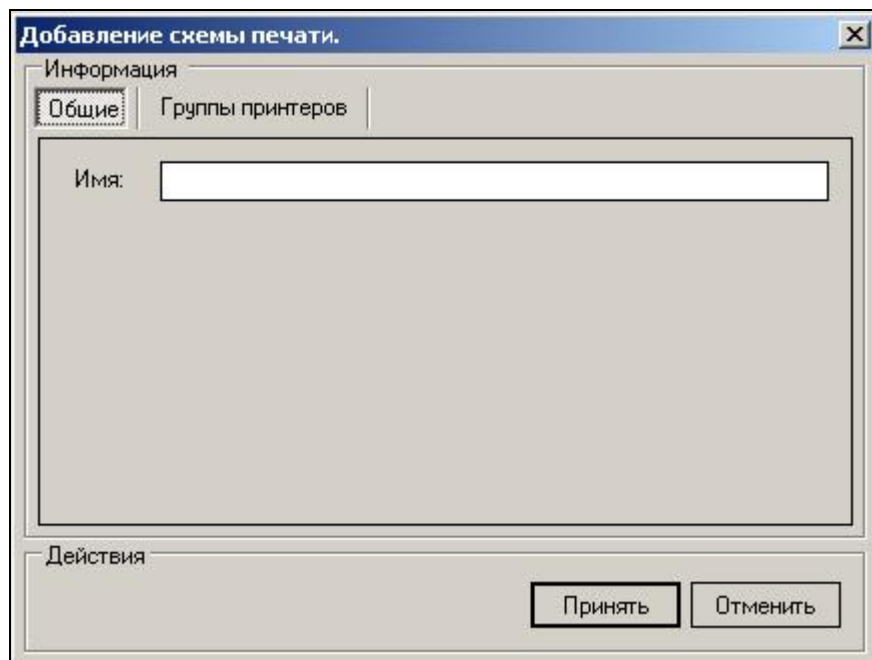 Добавление схемы печати.
Информация
Общие Группы принтеров
Имя:
Действия
Принять Отменить